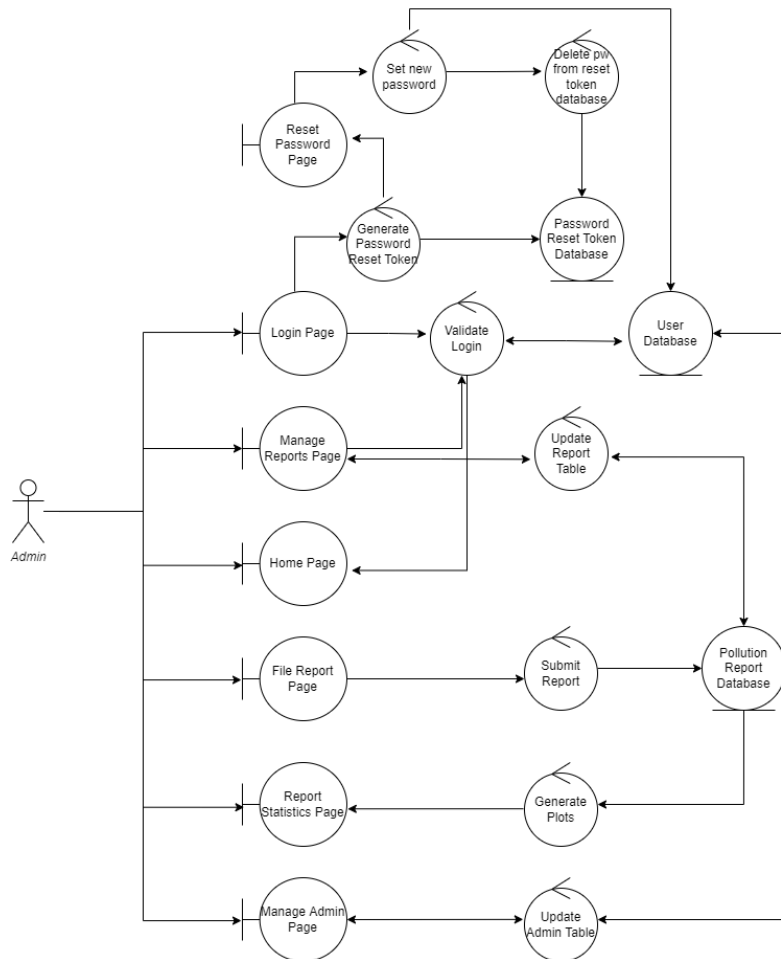 Set new
password
Delete pw
from reset
token
database
Reset
Password
Page
Generate
Password
Reset Token
Password
Reset Token
Database
Login Page
Validate
Login
User
Database
Manage
Reports Page
Update
Report
Table
Admin
Home Page
File Report
Page
Submit
Report
Pollution
Report
Database
Report
Statistics Page
Generate
Plots
Manage Admin
Page
Update
Admin Table